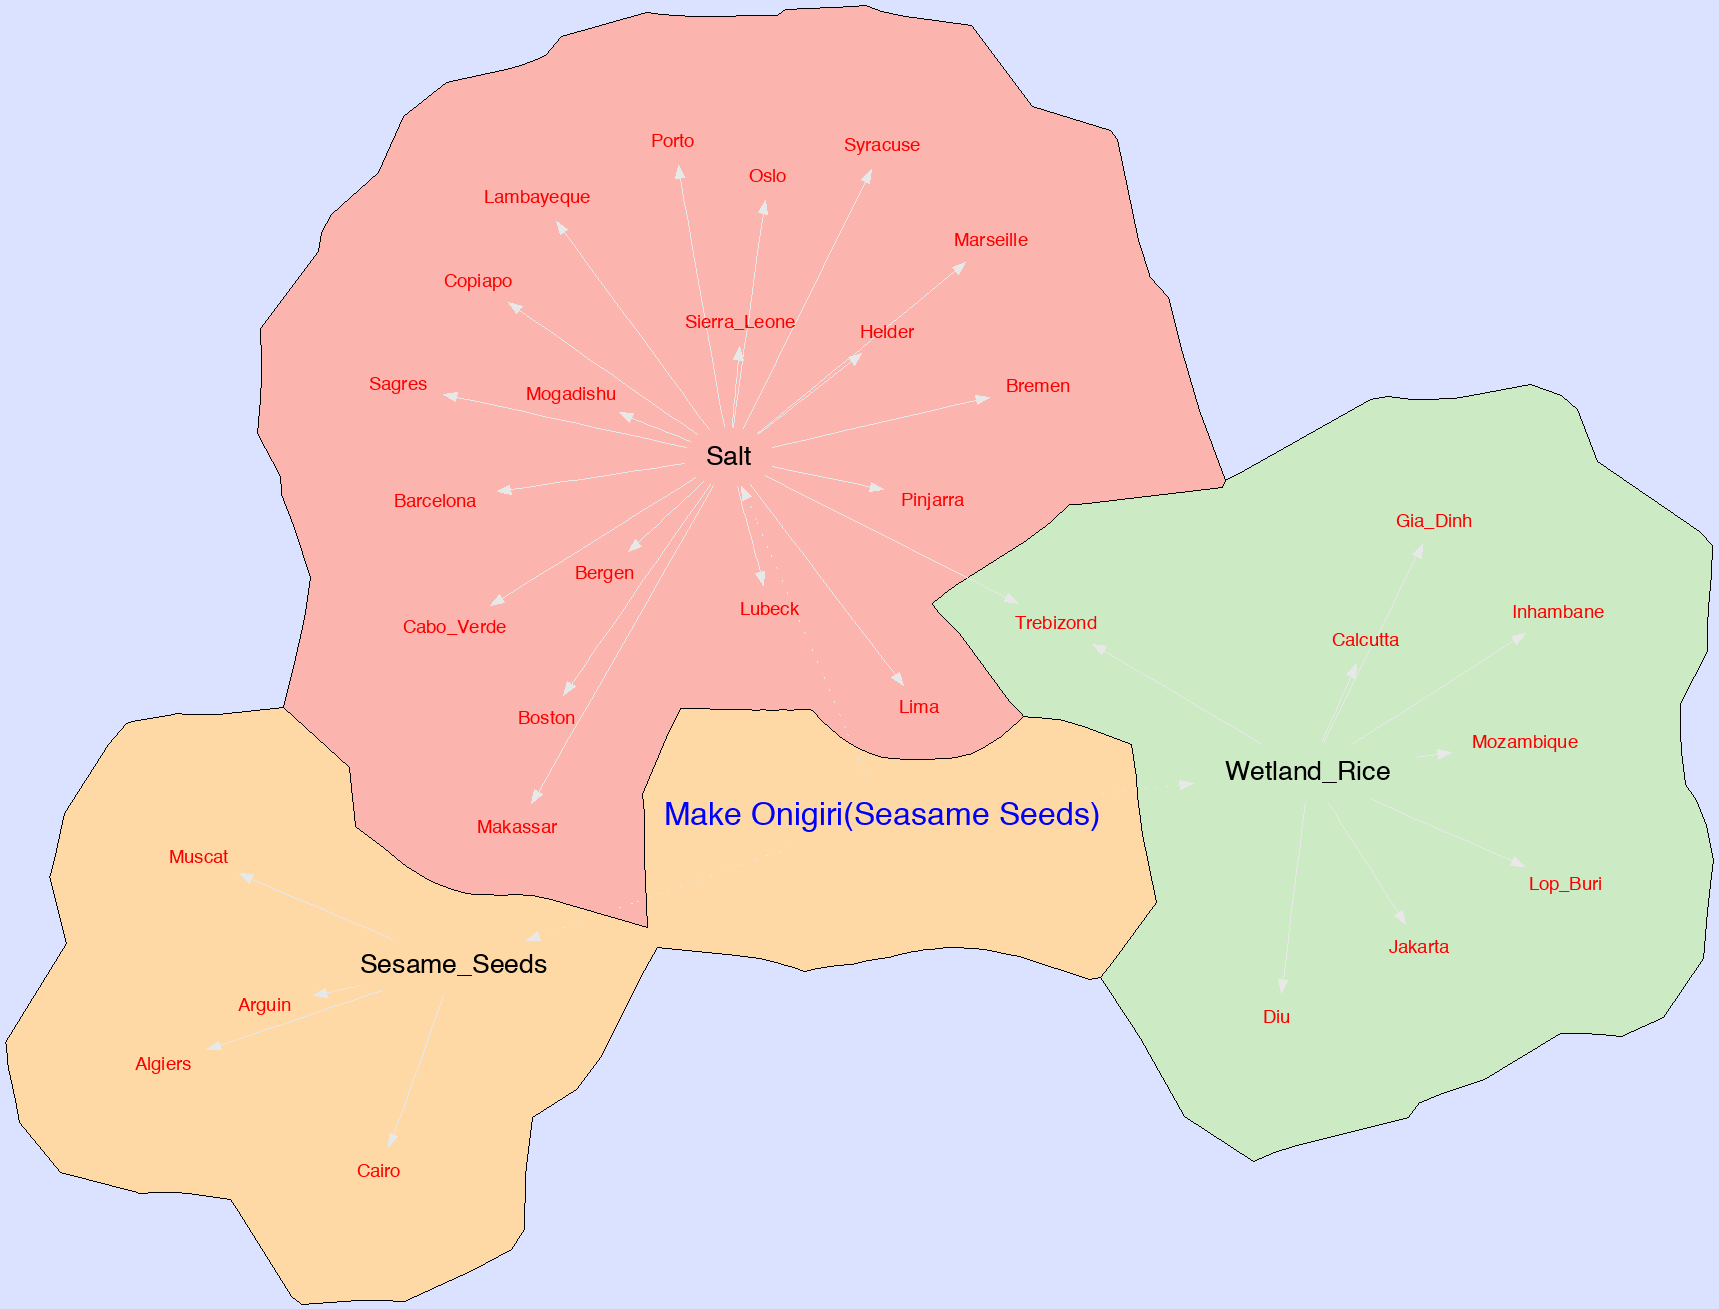 Porto
Syracuse
Oslo
Lambayeque
Marseille
Copiapo
Sierra_Leone
Helder
Sagres
Mogadishu
Bremen
Salt
Barcelona
Pinjarra
Gia_Dinh
Bergen
Lubeck
Inhambane
Cabo_Verde
Trebizond
Calcutta
Lima
Boston
Mozambique
Wetland_Rice
Make Onigiri(Seasame Seeds)
Makassar
Muscat
Lop_Buri
Jakarta
Sesame_Seeds
Arguin
Diu
Algiers
Cairo